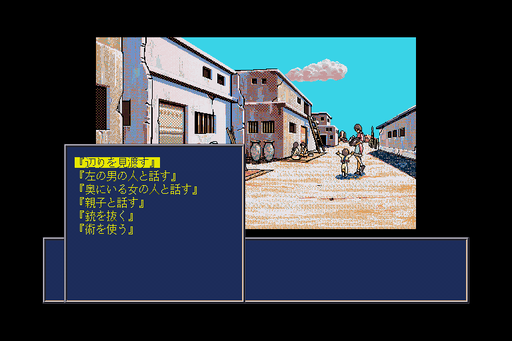 『辺りを見渡す』
『左の男の人と話す』
『奥にいる女の人と話す』
『親子と話す』
『銃を抜く』
『術を使う』